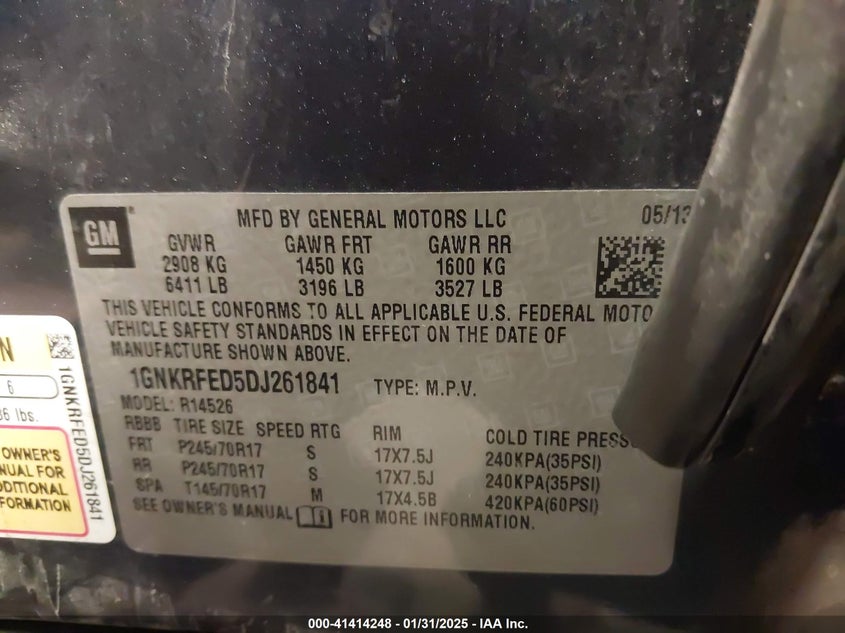 GM
MFD BY GENERAL MOTORS LLC 05/13
GVWR GAWR FRT GAWR RR
2908 KG 1450 KG 1600 KG
6411 LB 3196 LB 3527 LB
THIS VEHICLE CONFORMS TO ALL APPLICABLE U.S. FEDERAL MOTO
VEHICLE SAFETY STANDARDS IN EFFECT ON THE DATE OF
MANUFACTURE SHOWN ABOVE.
1GNKRFED5DJ261841 TYPE: M.P.V.
MODEL: R14526
RBBB TIRE SIZE SPEED RTG RIM COLD TIRE PRESSU
FRT P245/70R17 S 17X7.5J 240KPA(35PSI)
RR P245/70R17 S 17X7.5J 240KPA(35PSI)
SPA T145/70R17 M 17X4.5B 420KPA(60PSI)
SEE OWNER'S MANUAL FOR MORE INFORMATION.
N
6
36 lbs.
OWNER'S
NUAL FOR
DDITIONAL
FORMATION
1GNKRFED5DJ261841
000-41414248 - 01/31/2025 - IAA Inc.